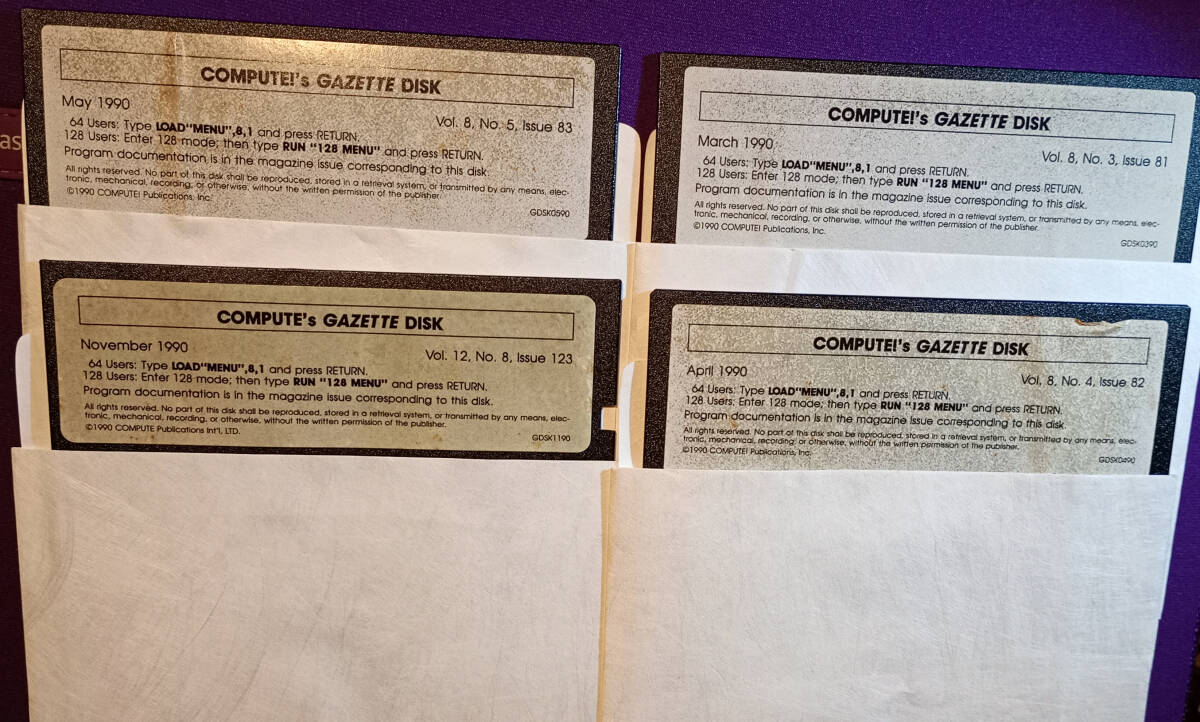 COMPUTE!'s GAZETTE DISK
May 1990
Vol. 8, No. 5, Issue 83
64 Users: Type LOAD"MENU",8,1 and press RETURN.
128 Users: Enter 128 mode; then type RUN "128 MENU" and press RETURN.
Program documentation is in the magazine issue corresponding to this disk.
All rights reserved. No part of this disk shall be reproduced, stored in a retrieval system, or transmitted by any means, elec-
tronic, mechanical, recording, or otherwise, without the written permission of the publisher.
©1990 COMPUTE! Publications, Inc.
GDSK0590
COMPUTE!'s GAZETTE DISK
March 1990
Vol. 8, No. 3, Issue 81
64 Users: Type LOAD"MENU",8,1 and press RETURN.
128 Users: Enter 128 mode; then type RUN "128 MENU" and press RETURN.
Program documentation is in the magazine issue corresponding to this disk.
All rights reserved. No part of this disk shall be reproduced, stored in a retrieval system, or transmitted by any means, elec-
tronic, mechanical, recording, or otherwise, without the written permission of the publisher.
©1990 COMPUTE! Publications, Inc.
GDSK0390
COMPUTE's GAZETTE DISK
November 1990
Vol. 12, No. 8, Issue 123
64 Users: Type LOAD"MENU",8,1 and press RETURN.
128 Users: Enter 128 mode; then type RUN "128 MENU" and press RETURN.
Program documentation is in the magazine issue corresponding to this disk.
All rights reserved. No part of this disk shall be reproduced, stored in a retrieval system, or transmitted by any means, elec-
tronic, mechanical, recording, or otherwise, without the written permission of the publisher.
©1990 COMPUTE Publications Int'l, LTD.
GDSK1190
COMPUTE!'s GAZETTE DISK
April 1990
Vol. 8, No. 4, Issue 82
64 Users: Type LOAD"MENU",8,1 and press RETURN.
128 Users: Enter 128 mode; then type RUN "128 MENU" and press RETURN.
Program documentation is in the magazine issue corresponding to this disk.
All rights reserved. No part of this disk shall be reproduced, stored in a retrieval system, or transmitted by any means, elec-
tronic, mechanical, recording, or otherwise, without the written permission of the publisher.
©1990 COMPUTE! Publications, Inc.
GDSK0490